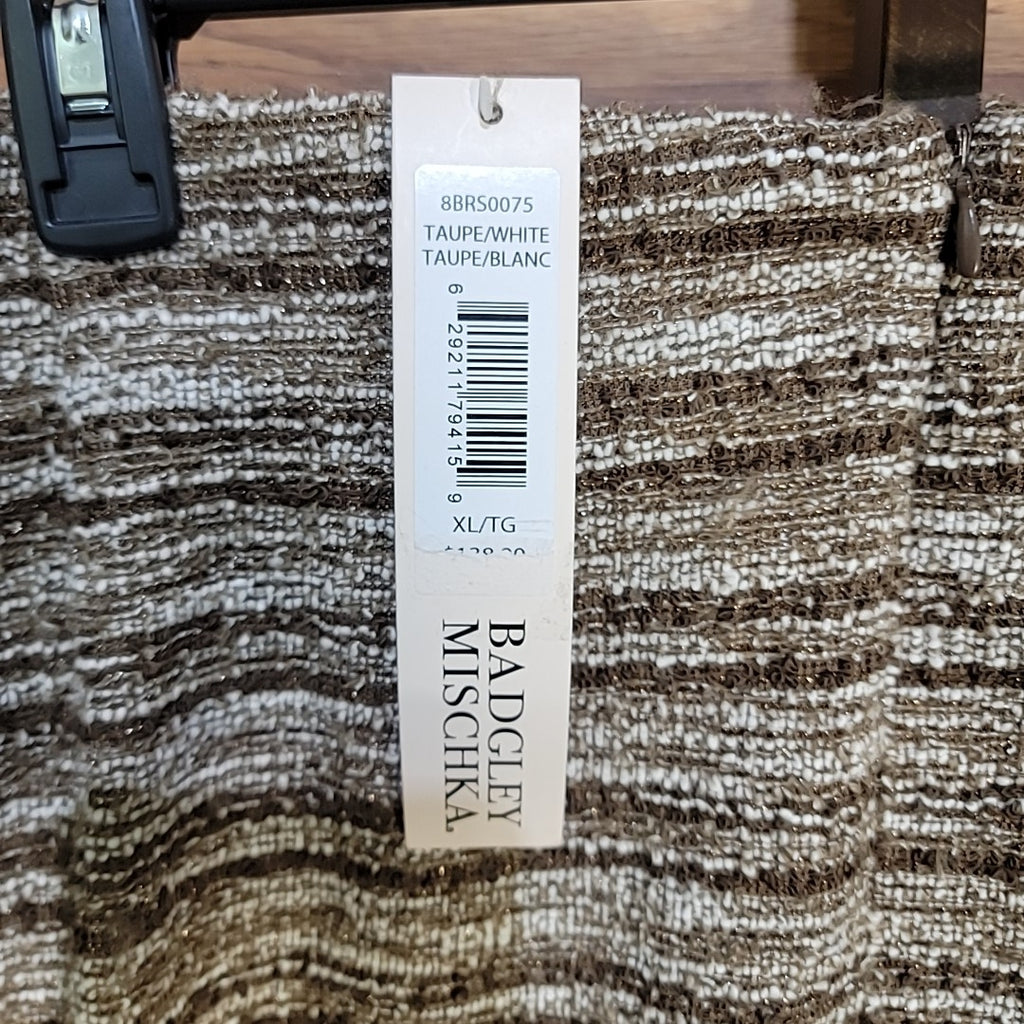 8BRS0075
TAUPE/WHITE
TAUPE/BLANC
6 29211 79415 9
XL/TG
BADGLEY
MISCHKA